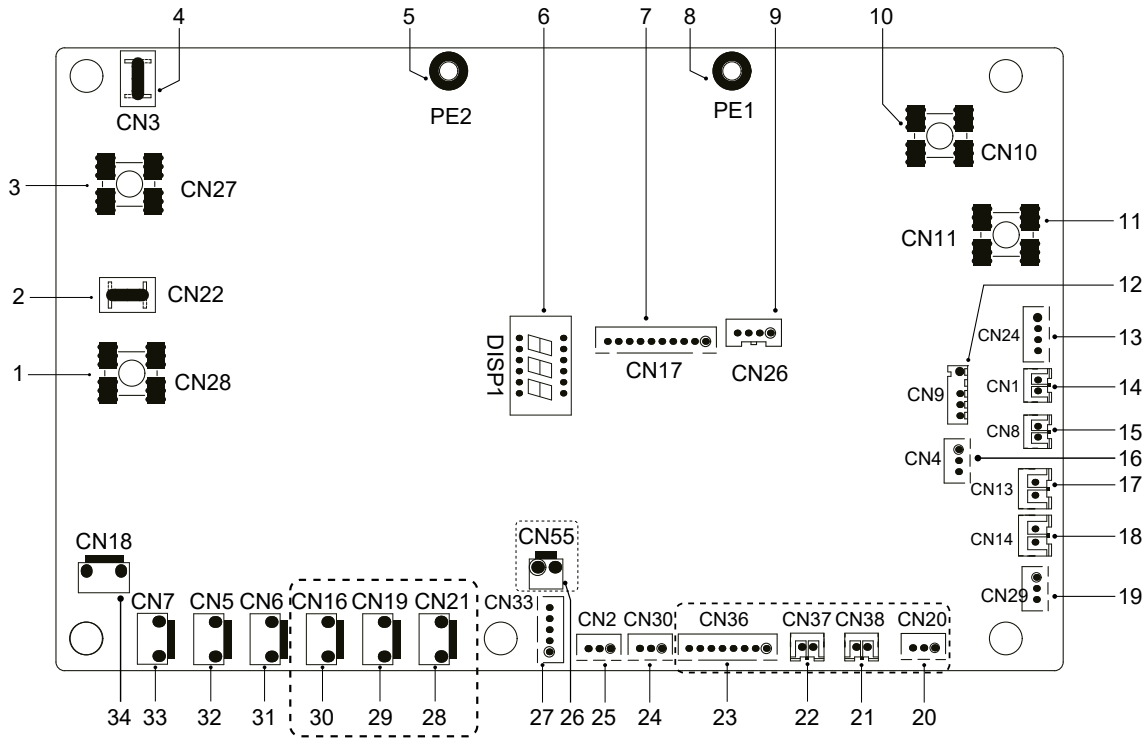 4 5 6 7 8 9 10
PE2 PE1
CN3
CN10
3 CN27
11
CN11
12
2 CN22
CN24 13
DISP1
CN17 CN26
1 CN28
CN9 CN1 14
CN8 15
CN4 16
CN13 17
CN14 18
CN18 CN55
CN7 CN5 CN6 CN16 CN19 CN21 CN33 CN29 19
CN2 CN30 CN36 CN37 CN38 CN20
34 33 32 31 30 29 28 27 26 25 24 23 22 21 20